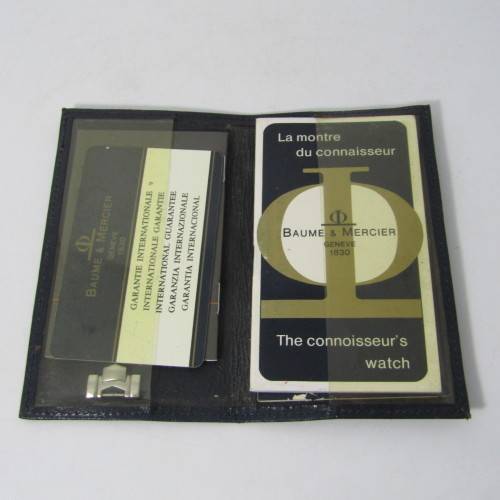 BAUME & MERCIER
GENEVE
1830
GARANTIE INTERNATIONALE
INTERNATIONALE GARANTIE
INTERNATIONAL GUARANTEE
GARANZIA INTERNAZIONALE
GARANTIA INTERNACIONAL
La montre
du connaisseur
BAUME & MERCIER
GENEVE
1830
The connoisseur's
watch